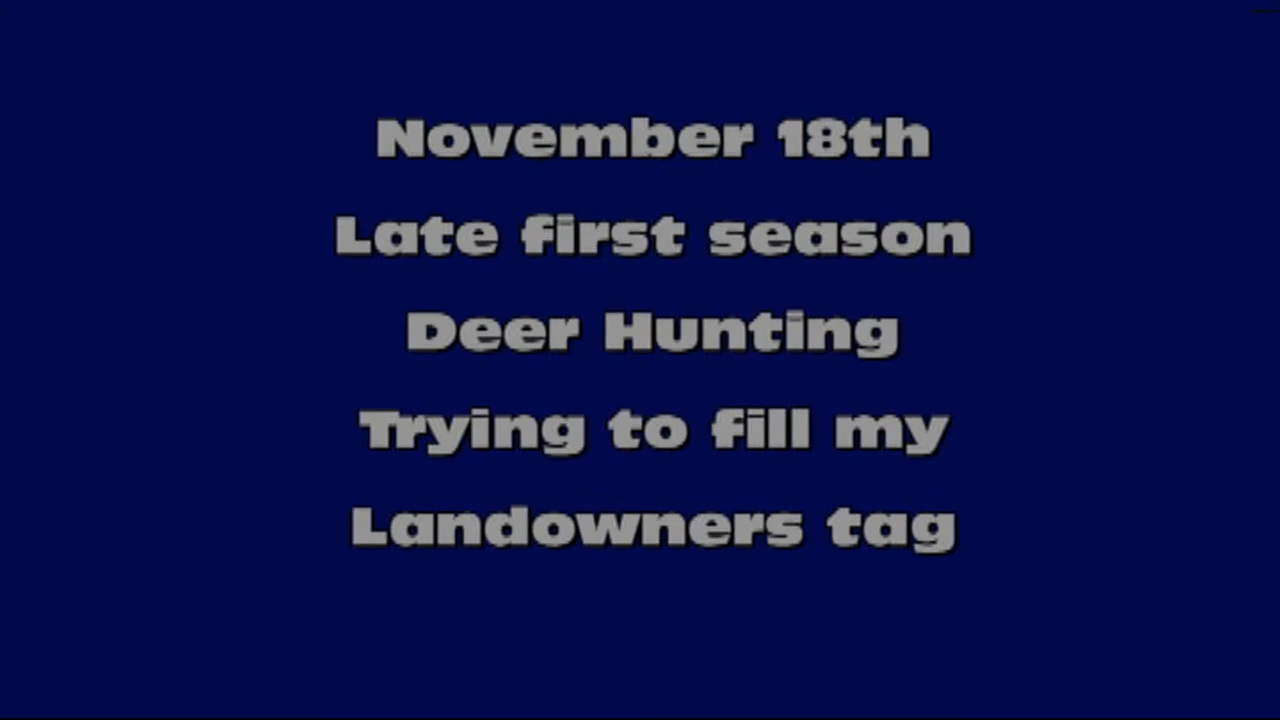 November 18th
Late first season
Deer Hunting
Trying to fill my
Landowners tag